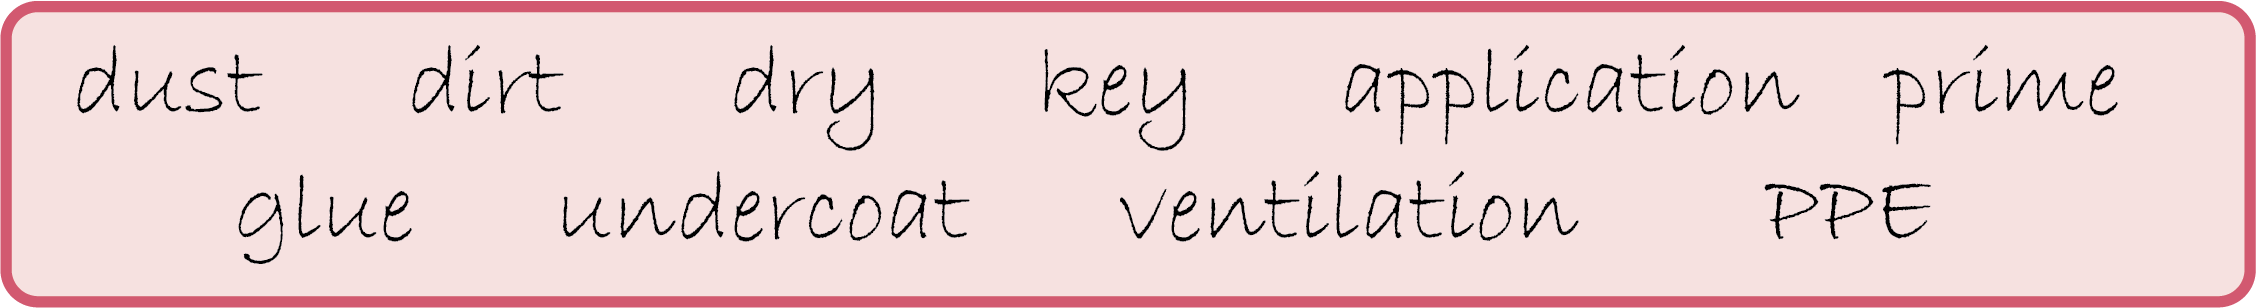 dust dirt dry key application prime
glue undercoat ventilation PPE